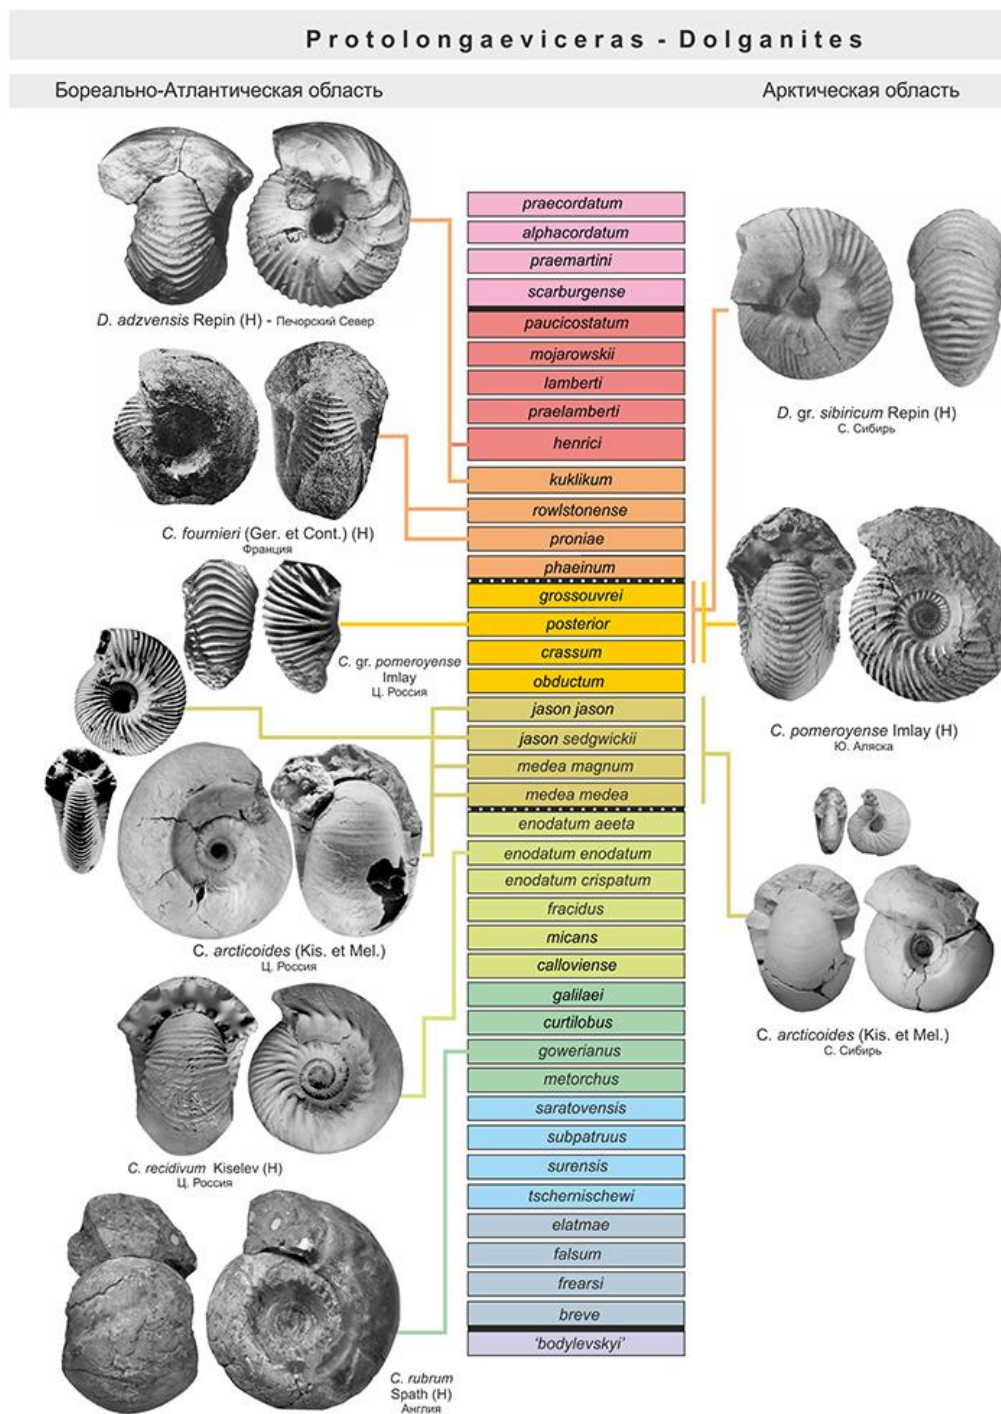 Protolongaeviceras - Dolganites
Бореально-Атлантическая область
Арктическая область
D. adzvensis Repin (H) - Печорский Север
C. fournieri (Ger. et Cont.) (H)
Франция
C. gr. pomeroyense
Imlay
Ц. Россия
C. arcticoides (Kis. et Mel.)
Ц. Россия
C. recidivum Kiselev (H)
Ц. Россия
C. rubrum
Spath (H)
Англия
praecordatum
alphacordatum
praemartini
scarburgense
paucicostatum
mojarowskii
lamberti
praelamberti
henrici
kuklikum
rowlstonense
proniae
phaeinum
grossouvrei
posterior
crassum
obductum
jason jason
jason sedgwickii
medea magnum
medea medea
enodatum aeeta
enodatum enodatum
enodatum crispatum
fracidus
micans
calloviense
galilaei
curtilobus
gowerianus
metorchus
saratovensis
subpatruus
surensis
tschernischewi
elatmae
falsum
frearsi
breve
'bodylevskyi'
D. gr. sibiricum Repin (H)
С. Сибирь
C. pomeroyense Imlay (H)
Ю. Аляска
C. arcticoides (Kis. et Mel.)
С. Сибирь